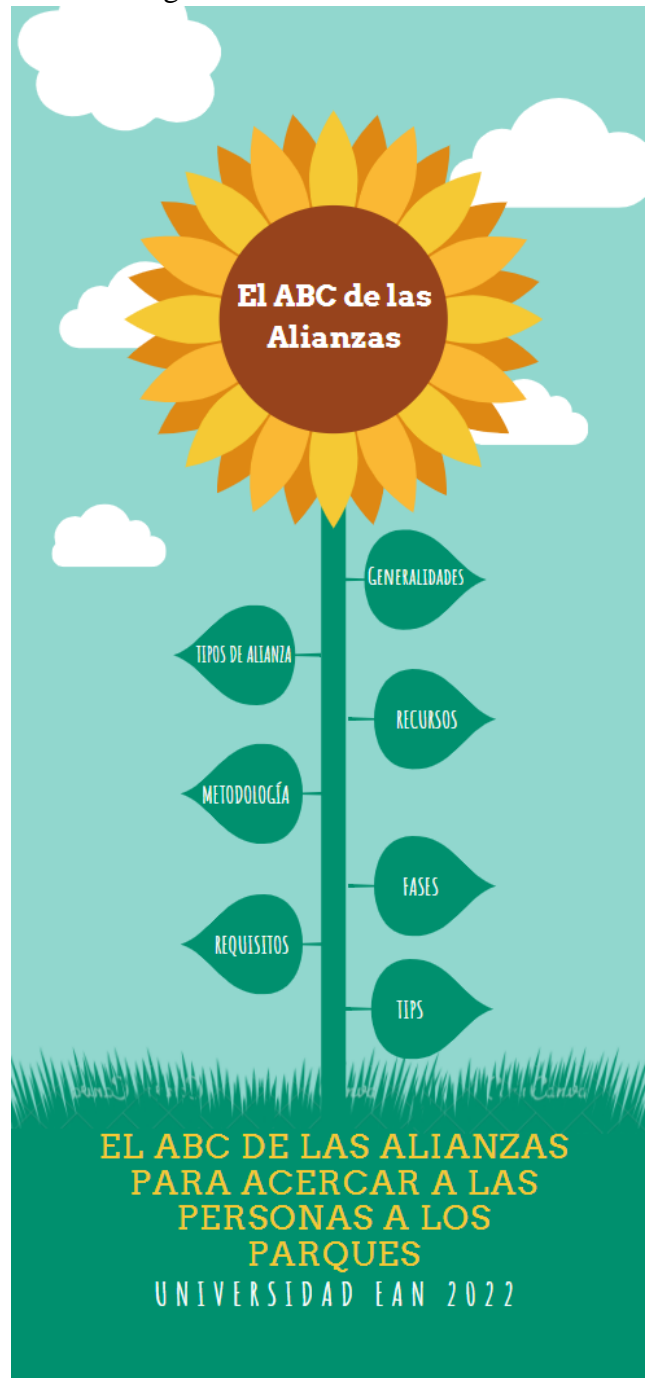 El ABC de las
Alianzas
GENERALIDADES
TIPOS DE ALIANZA
RECURSOS
METODOLOGÍA
FASES
REQUISITOS
TIPS
Canva
EL ABC DE LAS ALIANZAS
PARA ACERCAR A LAS
PERSONAS A LOS
PARQUES
UNIVERSIDAD EAN 2022